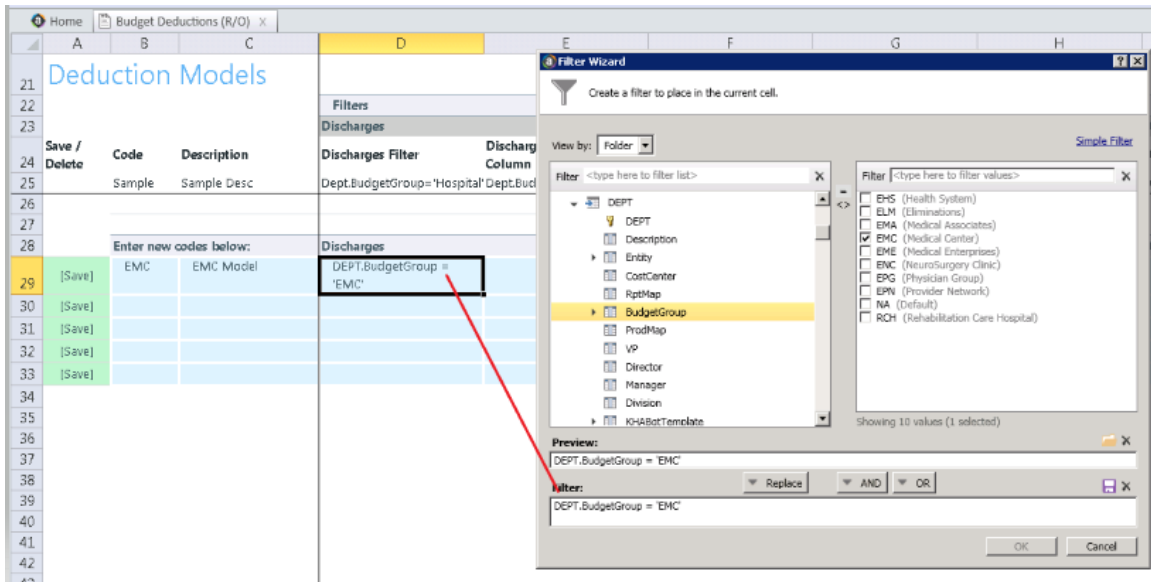 Home Budget Deductions (R/O) X
A B C D E F G H
21 Deduction Models
22 Filters
23 Discharges
24 Save / Delete Code Description Discharges Filter Discharg Column
25 Sample Sample Desc Dept.BudgetGroup='Hospital' Dept.Bud
26
27
28 Enter new codes below: Discharges
29 [Save] EMC EMC Model DEPT.BudgetGroup = 'EMC'
30 [Save]
31 [Save]
32 [Save]
33 [Save]
34
35
36
37
38
39
40
41
42
Filter Wizard
Create a filter to place in the current cell.
View by: Folder
Simple Filter
Filter <type here to filter list>
DEPT
DEPT
Description
Entity
CostCenter
RptMap
BudgetGroup
ProdMap
VP
Director
Manager
Division
KHABotTemplate
Filter <type here to filter values>
EHS (Health System)
ELM (Eliminations)
EMA (Medical Associates)
EMC (Medical Center)
EME (Medical Enterprises)
ENC (NeuroSurgery Clinic)
EPG (Physician Group)
EPN (Provider Network)
NA (Default)
RCH (Rehabilitation Care Hospital)
Showing 10 values (1 selected)
Preview:
DEPT.BudgetGroup = 'EMC'
Filter:
Replace AND OR
DEPT.BudgetGroup = 'EMC'
OK Cancel